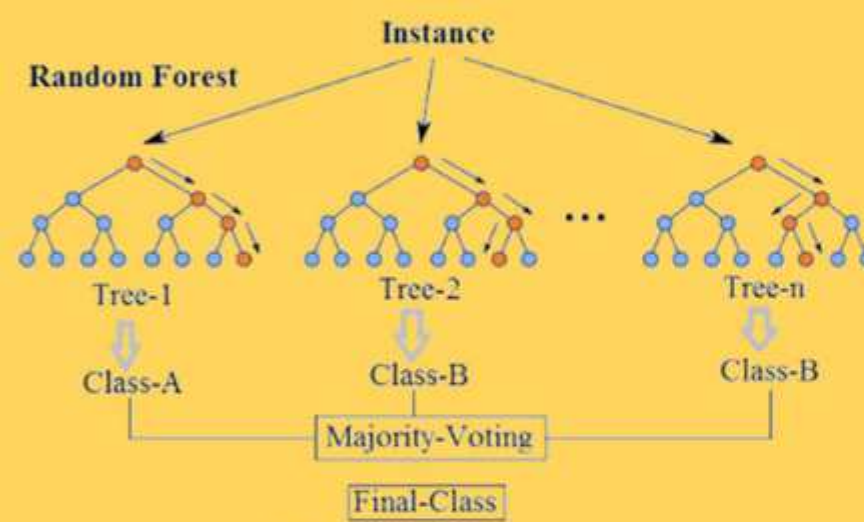 Instance
Random Forest
...
Tree-1 Tree-2 Tree-n
Class-A Class-B Class-B
Majority-Voting
Final-Class